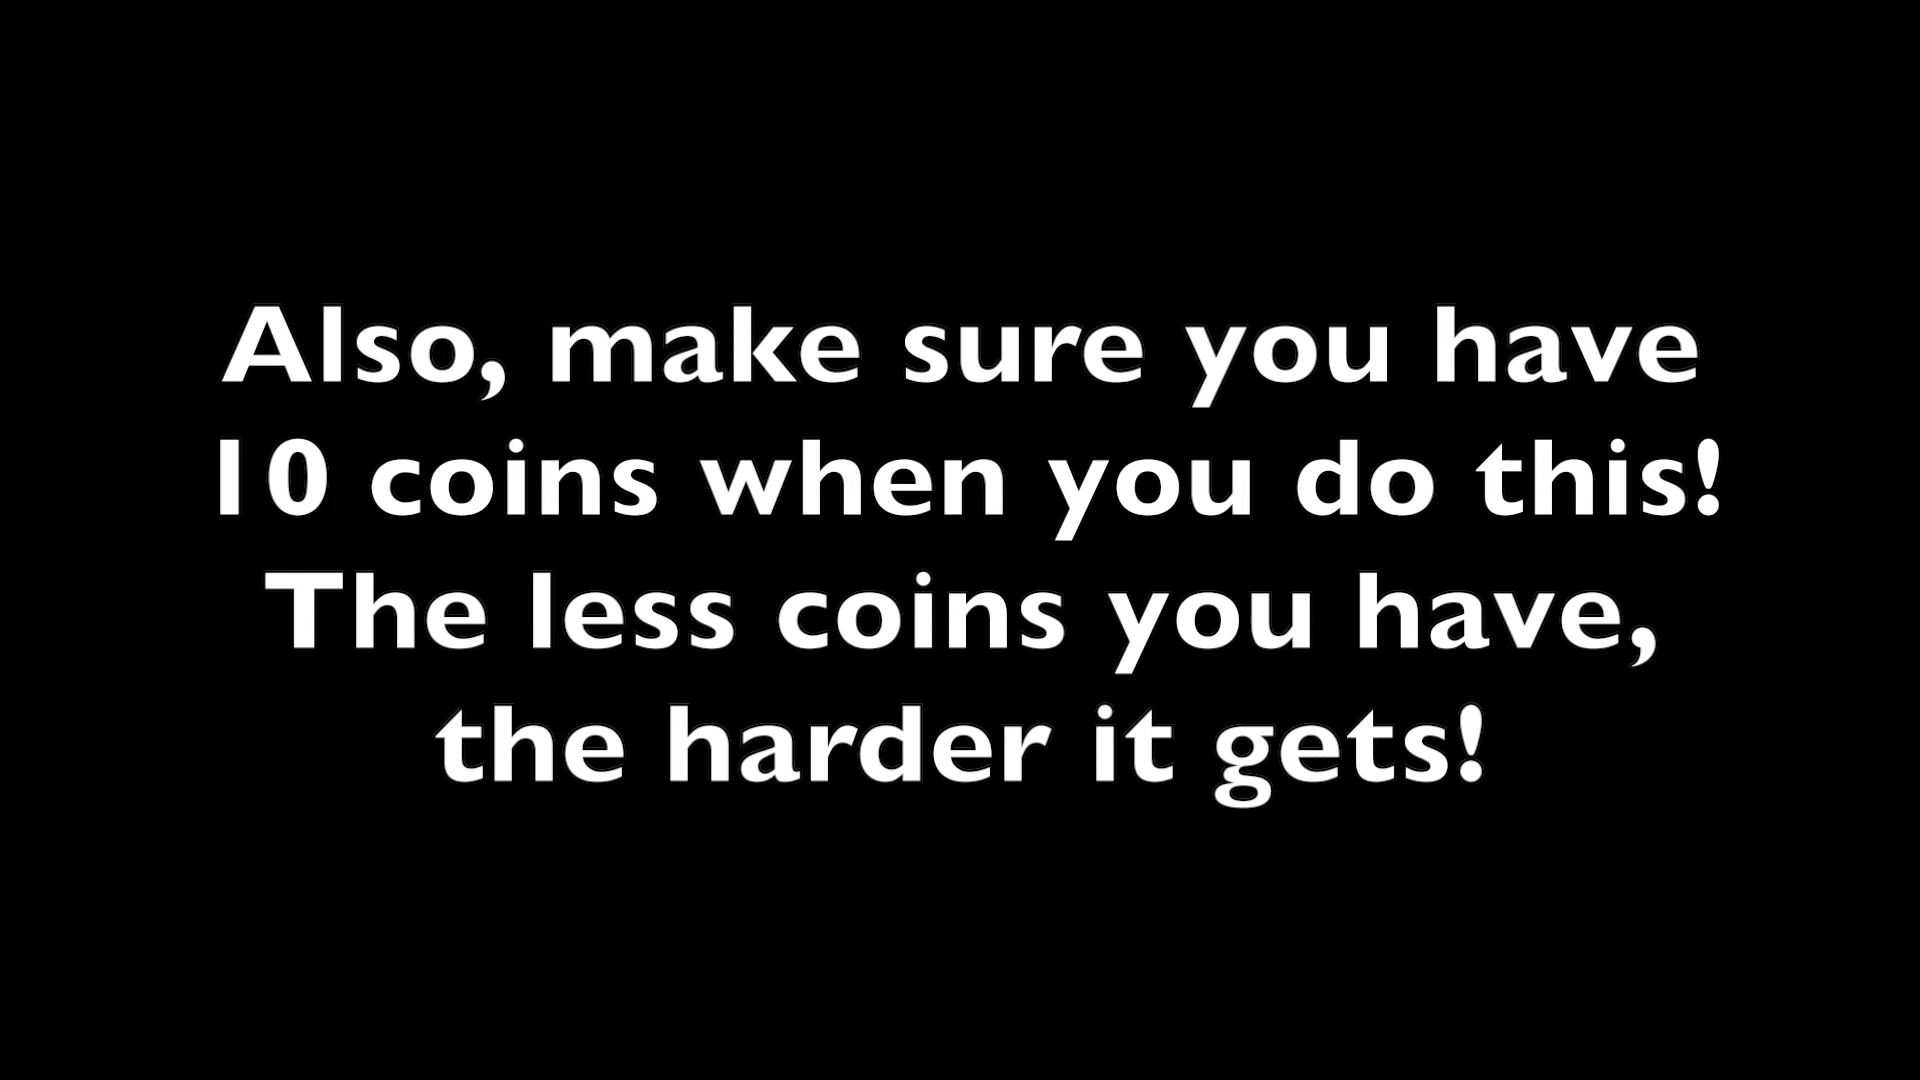 Also, make sure you have
10 coins when you do this!
The less coins you have,
the harder it gets!